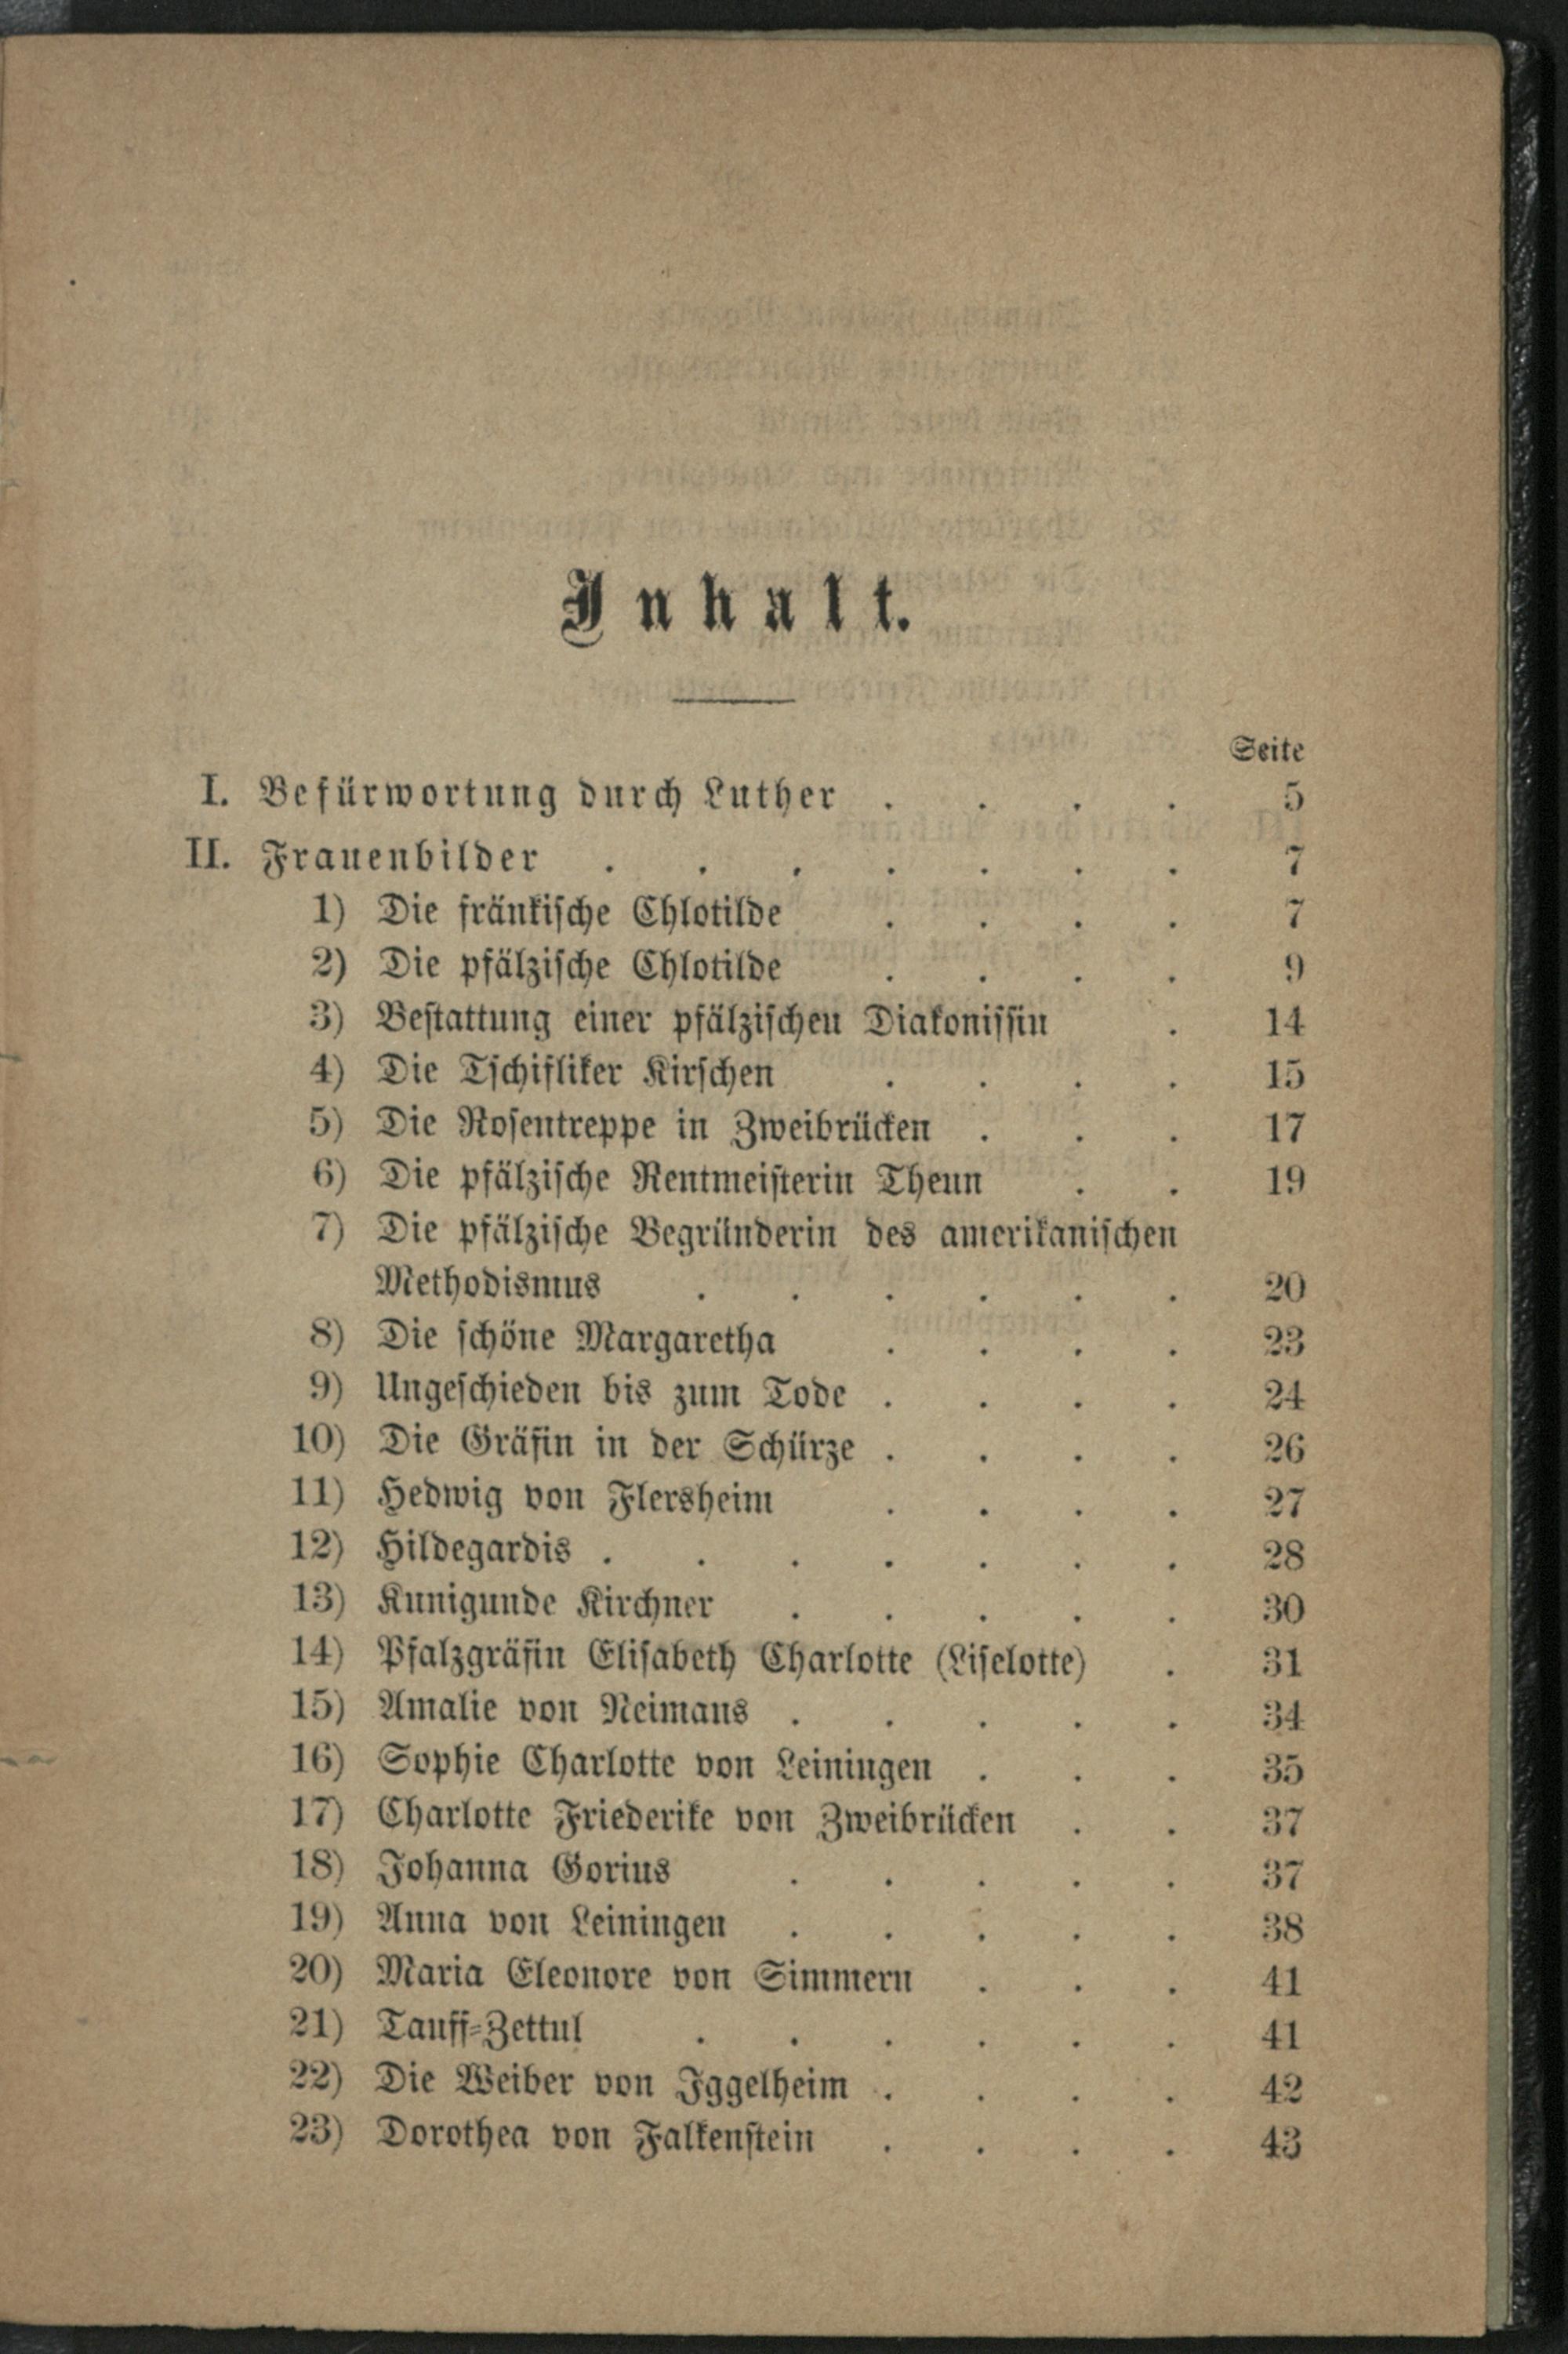 Inhalt.
Seite
I. Befürwortung durch Luther . . . . 5
II. Frauenbilder . . . . . . . 7
1) Die fränkische Chlotilde . . . . 7
2) Die pfälzische Chlotilde . . . . 9
3) Bestattung einer pfälzischen Diakonissin . 14
4) Die Tschifliker Kirschen . . . . 15
5) Die Rosentreppe in Zweibrücken . . . 17
6) Die pfälzische Rentmeisterin Theun . . 19
7) Die pfälzische Begründerin des amerikanischen
Methodismus . . . . . . 20
8) Die schöne Margaretha . . . . 23
9) Ungeschieden bis zum Tode . . . . 24
10) Die Gräfin in der Schürze . . . . 26
11) Hedwig von Flersheim . . . . 27
12) Hildegardis . . . . . . . 28
13) Kunigunde Kirchner . . . . . 30
14) Pfalzgräfin Elisabeth Charlotte (Liselotte) . 31
15) Amalie von Neimans . . . . . 34
16) Sophie Charlotte von Leiningen . . . 35
17) Charlotte Friederike von Zweibrücken . . 37
18) Johanna Gorius . . . . . 37
19) Anna von Leiningen . . . . . 38
20) Maria Eleonore von Simmern . . . 41
21) Tauff-Zettul . . . . . . 41
22) Die Weiber von Iggelheim . . . . 42
23) Dorothea von Falkenstein . . . . 43